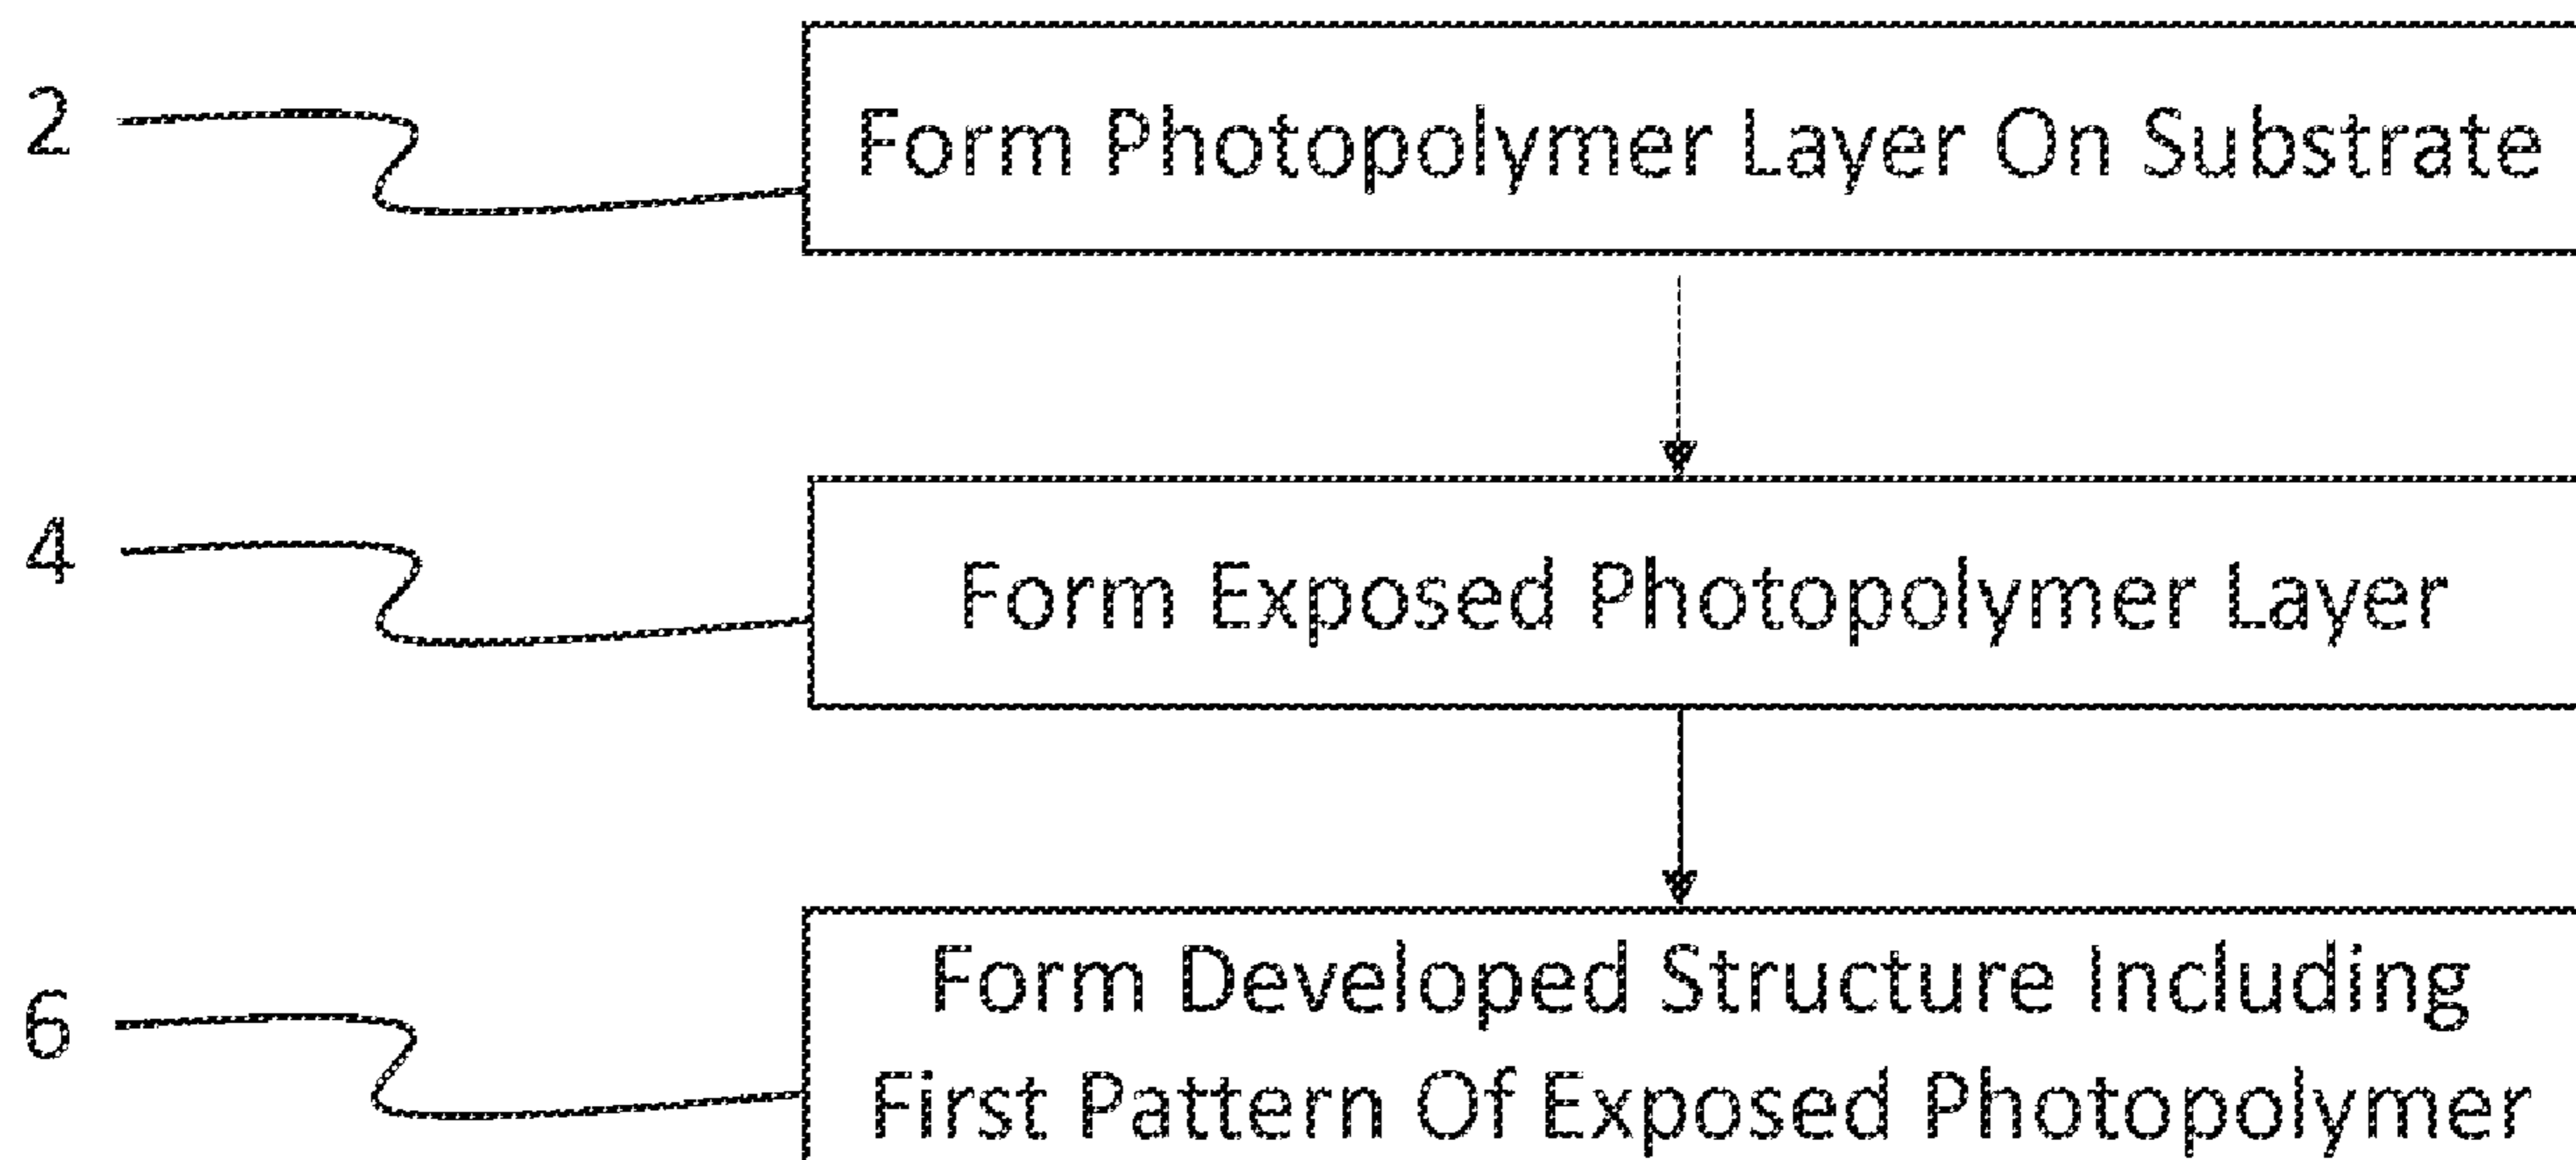 2
Form Photopolymer Layer On Substrate
4
Form Exposed Photopolymer Layer
6
Form Developed Structure Including
First Pattern Of Exposed Photopolymer